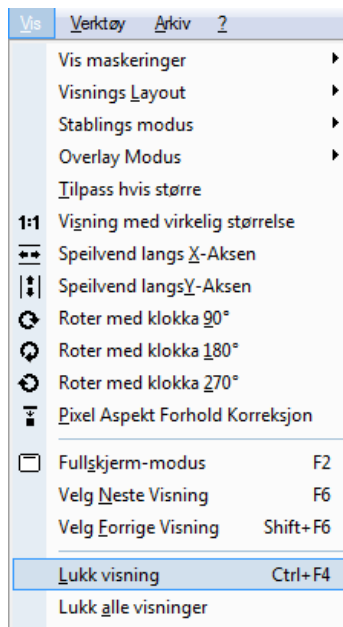 Vis Verktøy Arkiv ?
Vis maskeringer
Visnings Layout
Stablings modus
Overlay Modus
Tilpass hvis større
1:1 Visning med virkelig størrelse
Speilvend langs X-Aksen
Speilvend langsY-Aksen
Roter med klokka 90°
Roter med klokka 180°
Roter med klokka 270°
Pixel Aspekt Forhold Korreksjon
Fullskjerm-modus F2
Velg Neste Visning F6
Velg Forrige Visning Shift+F6
Lukk visning Ctrl+F4
Lukk alle visninger